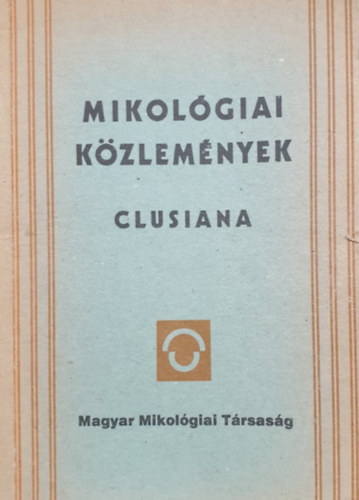 MIKOLÓGIAI
KÖZLEMÉNYEK
CLUSIANA
Magyar Mikológiai Társaság